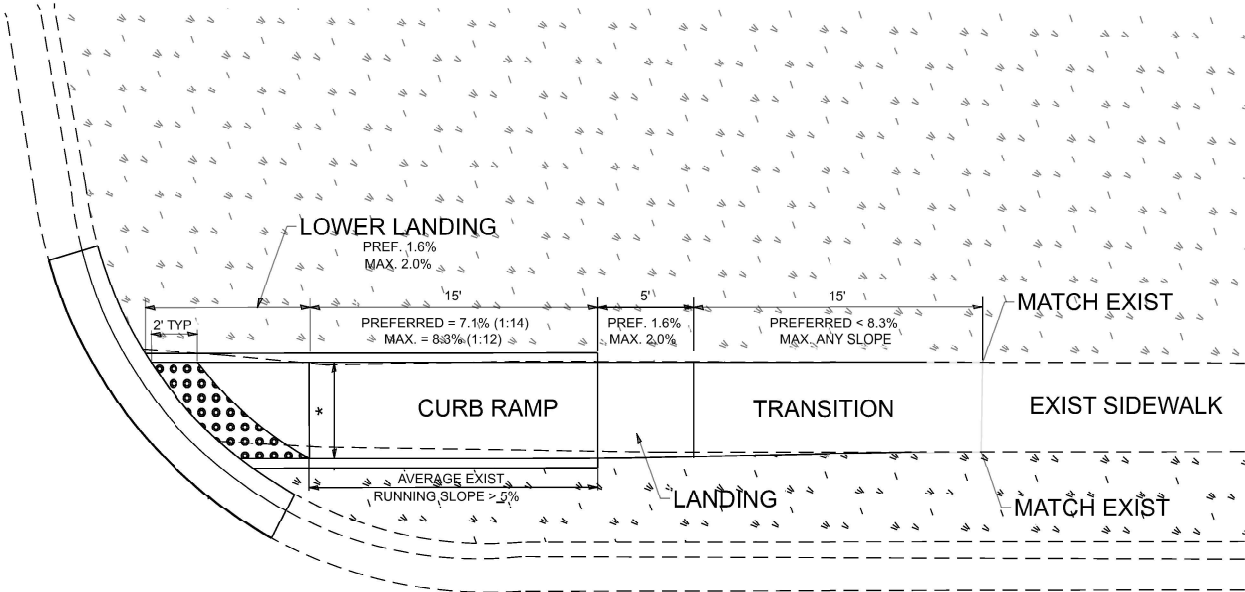 LOWER LANDING
PREF. 1.6%
MAX. 2.0%
15'
5'
15'
MATCH EXIST
2' TYP
PREFERRED = 7.1% (1:14)
MAX. = 8.3% (1:12)
PREF. 1.6%
MAX. 2.0%
PREFERRED < 8.3%
MAX. ANY SLOPE
*
CURB RAMP
TRANSITION
EXIST SIDEWALK
AVERAGE EXIST
RUNNING SLOPE > 5%
LANDING
MATCH EXIST